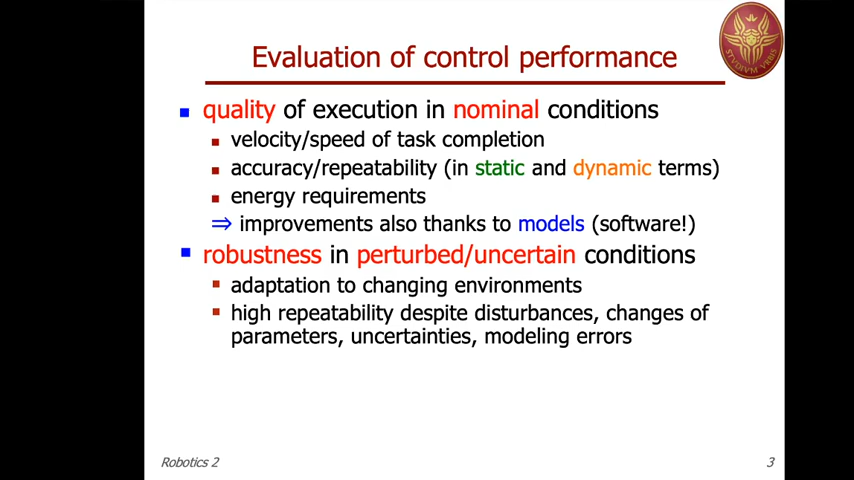 Evaluation of control performance
STVDIVM VRBIS
quality of execution in nominal conditions
velocity/speed of task completion
accuracy/repeatability (in static and dynamic terms)
energy requirements
⇒ improvements also thanks to models (software!)
robustness in perturbed/uncertain conditions
adaptation to changing environments
high repeatability despite disturbances, changes of
parameters, uncertainties, modeling errors
Robotics 2
3